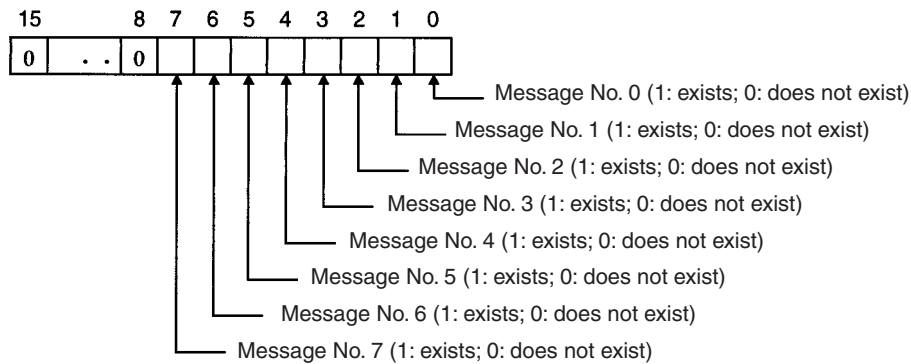 15 8 7 6 5 4 3 2 1 0
0 . . 0
Message No. 0 (1: exists; 0: does not exist)
Message No. 1 (1: exists; 0: does not exist)
Message No. 2 (1: exists; 0: does not exist)
Message No. 3 (1: exists; 0: does not exist)
Message No. 4 (1: exists; 0: does not exist)
Message No. 5 (1: exists; 0: does not exist)
Message No. 6 (1: exists; 0: does not exist)
Message No. 7 (1: exists; 0: does not exist)